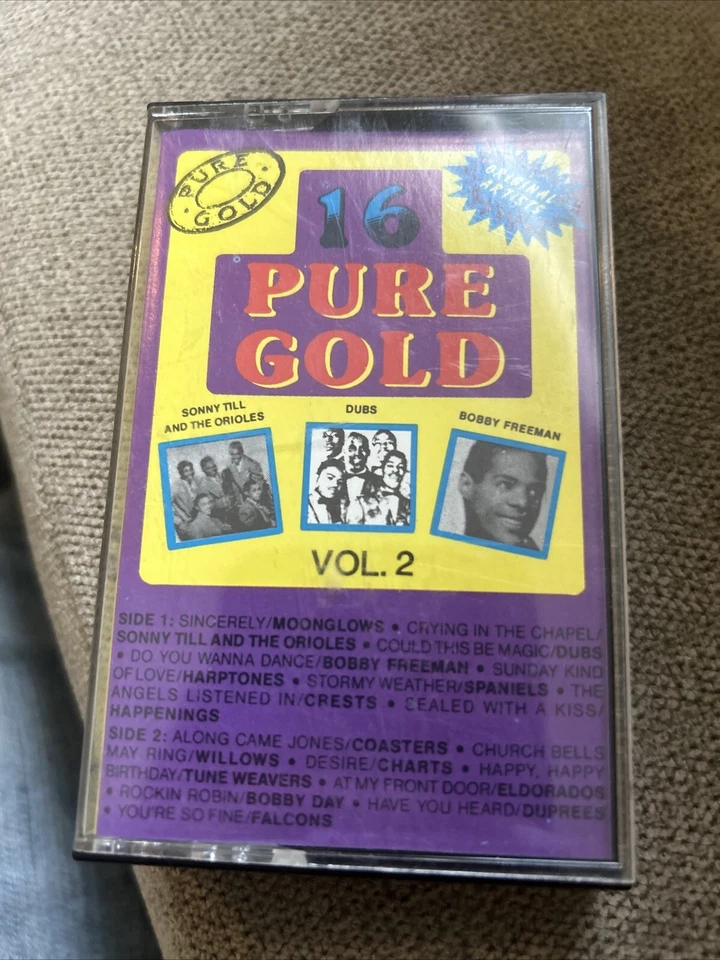 PURE
GOLD
ORIGINAL
ARTISTS
16
PURE
GOLD
SONNY TILL
AND THE ORIOLES
DUBS
BOBBY FREEMAN
VOL. 2
SIDE 1: SINCERELY/MOONGLOWS • CRYING IN THE CHAPEL/
SONNY TILL AND THE ORIOLES • COULD THIS BE MAGIC/DUBS
• DO YOU WANNA DANCE/BOBBY FREEMAN • SUNDAY KIND
OF LOVE/HARPTONES • STORMY WEATHER/SPANIELS • THE
ANGELS LISTENED IN/CRESTS • SEALED WITH A KISS/
HAPPENINGS
SIDE 2: ALONG CAME JONES/COASTERS • CHURCH BELLS
MAY RING/WILLOWS • DESIRE/CHARTS • HAPPY, HAPPY
BIRTHDAY/TUNE WEAVERS • AT MY FRONT DOOR/ELDORADOS
• ROCKIN ROBIN/BOBBY DAY • HAVE YOU HEARD/DUPREES
• YOU'RE SO FINE/FALCONS